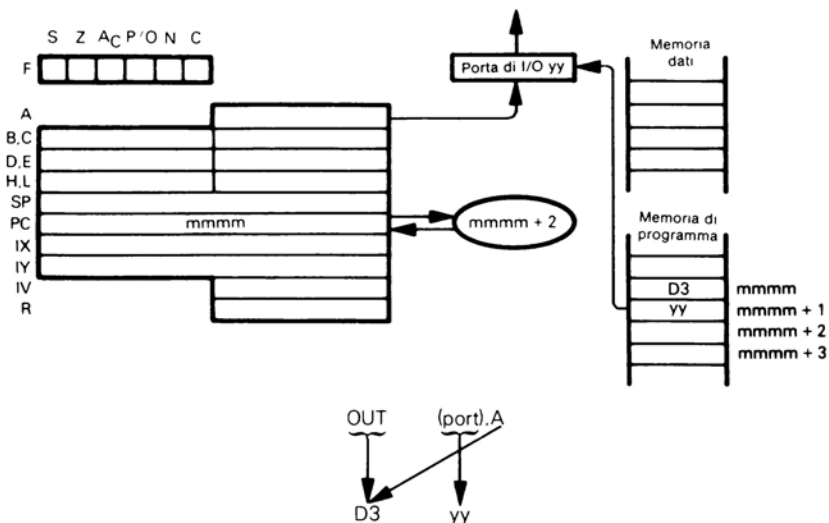 S Z AC P/O N C
F
A
B,C
D,E
H,L
SP
PC mmmm
IX
IY
IV
R
mmmm + 2
Porta di I/O yy
Memoria
dati
Memoria di
programma
D3 mmmm
yy mmmm + 1
mmmm + 2
mmmm + 3
OUT (port).A
D3 yy